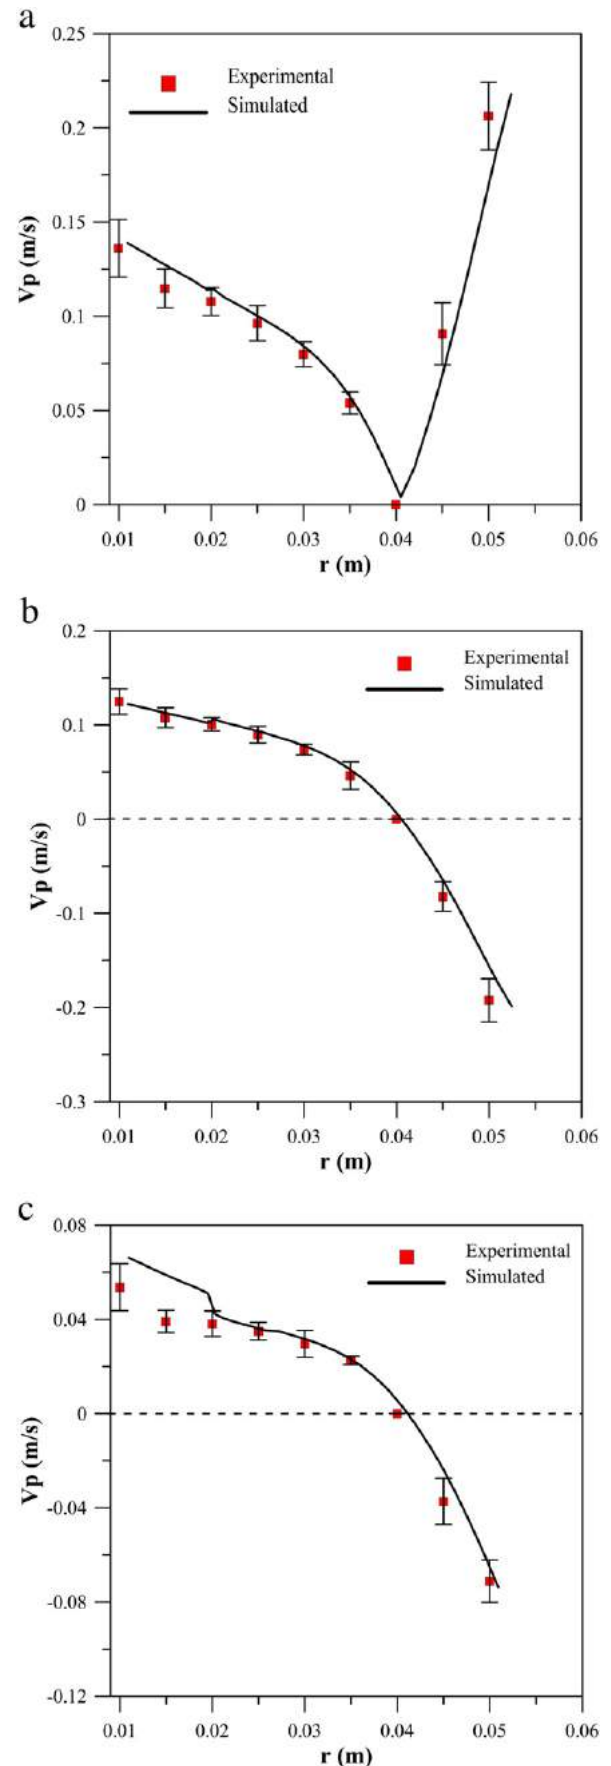 a
0.25
Experimental
Simulated
0.2
0.15
Vp (m/s)
0.1
0.05
0
0.01 0.02 0.03 0.04 0.05 0.06
r (m)
b
0.2
Experimental
Simulated
0.1
0
Vp (m/s)
-0.1
-0.2
-0.3
0.01 0.02 0.03 0.04 0.05 0.06
r (m)
c
0.08
Experimental
Simulated
0.04
0
Vp (m/s)
-0.04
-0.08
-0.12
0.01 0.02 0.03 0.04 0.05 0.06
r (m)